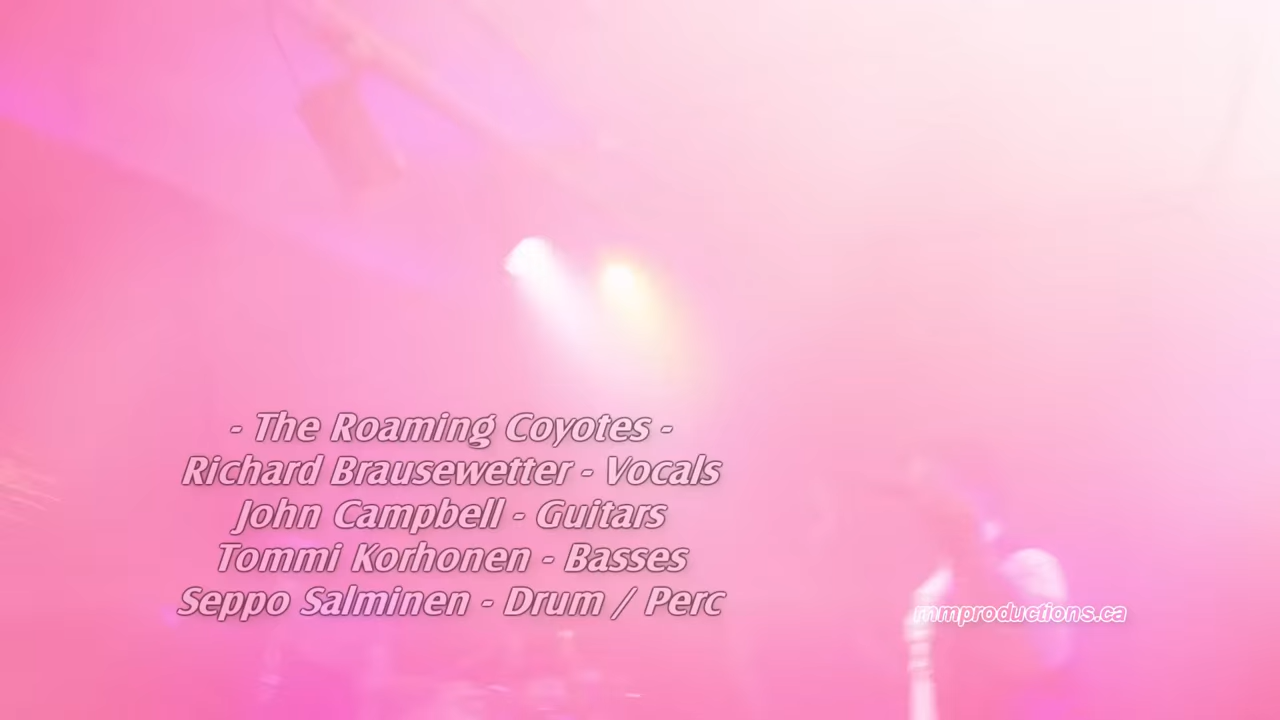 - The Roaming Coyotes -
Richard Brausewetter - Vocals
John Campbell - Guitars
Tommi Korhonen - Basses
Seppo Salminen - Drum / Perc
mmproductions.ca